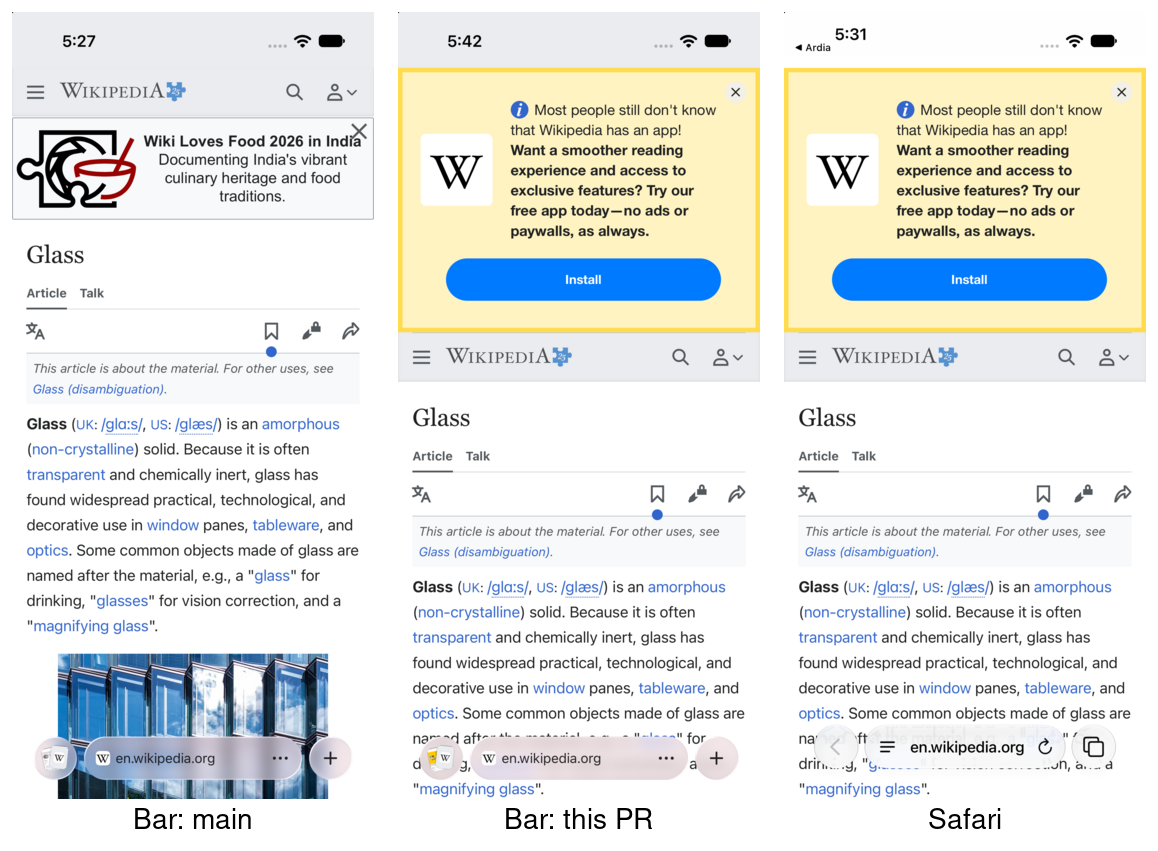 5:27
WIKIPEDIA 25
Wiki Loves Food 2026 in India
Documenting India's vibrant
culinary heritage and food
traditions.
Glass
Article Talk
This article is about the material. For other uses, see
Glass (disambiguation).
Glass (UK: /ɡlɑːs/, US: /ɡlæs/) is an amorphous
(non-crystalline) solid. Because it is often
transparent and chemically inert, glass has
found widespread practical, technological, and
decorative use in window panes, tableware, and
optics. Some common objects made of glass are
named after the material, e.g., a "glass" for
drinking, "glasses" for vision correction, and a
"magnifying glass".
W
W en.wikipedia.org
Bar: main
5:42
Most people still don't know
that Wikipedia has an app!
Want a smoother reading
experience and access to
exclusive features? Try our
free app today—no ads or
paywalls, as always.
W
Install
WIKIPEDIA 25
Glass
Article Talk
This article is about the material. For other uses, see
Glass (disambiguation).
Glass (UK: /ɡlɑːs/, US: /ɡlæs/) is an amorphous
(non-crystalline) solid. Because it is often
transparent and chemically inert, glass has
found widespread practical, technological, and
decorative use in window panes, tableware, and
optics. Some common objects made of glass are
named after for
W
W en.wikipedia.org
"magnifying glass".
Bar: this PR
5:31
Ardia
Most people still don't know
that Wikipedia has an app!
Want a smoother reading
experience and access to
exclusive features? Try our
free app today—no ads or
paywalls, as always.
W
Install
WIKIPEDIA 25
Glass
Article Talk
This article is about the material. For other uses, see
Glass (disambiguation).
Glass (UK: /ɡlɑːs/, US: /ɡlæs/) is an amorphous
(non-crystalline) solid. Because it is often
transparent and chemically inert, glass has
found widespread practical, technological, and
decorative use in window panes, tableware, and
optics. Some common objects made of glass are
en.wikipedia.org
"magnifying glass".
Safari